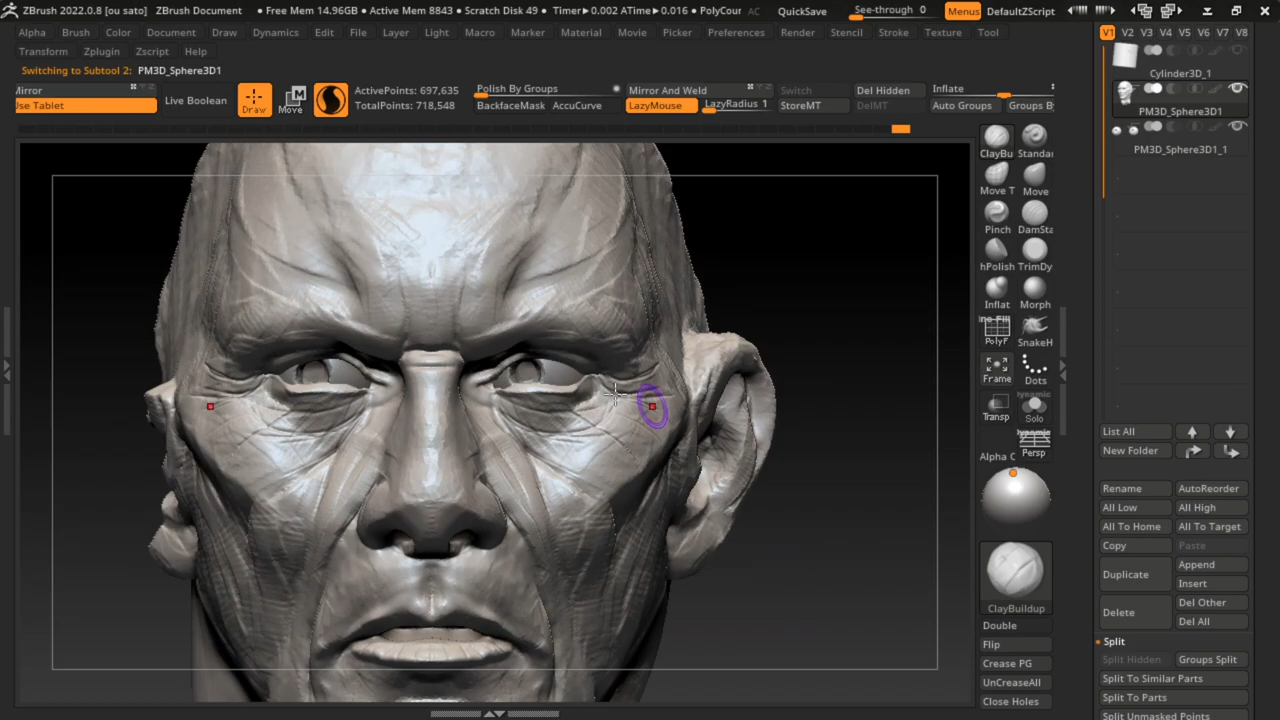 ZBrush 2022.0.8 [ou sato] ZBrush Document • Free Mem 14.96GB • Active Mem 8843 • Scratch Disk 49 • Timer▶0.002 ATime▶0.016 • PolyCour AC QuickSave See-through 0 Menus DefaultZScript
Alpha Brush Color Document Draw Dynamics Edit File Layer Light Macro Marker Material Movie Picker Preferences Render Stencil Stroke Texture Tool
Transform Zplugin Zscript Help
Switching to Subtool 2: PM3D_Sphere3D1
Mirror
Use Tablet
Live Boolean
Draw
Move
M
ActivePoints: 697,635
TotalPoints: 718,548
Polish By Groups
BackfaceMask AccuCurve
Mirror And Weld
LazyMouse LazyRadius 1
Switch
StoreMT
Del Hidden
DelMT
Inflate
Auto Groups Groups By
V1 V2 V3 V4 V5 V6 V7 V8
Cylinder3D_1
PM3D_Sphere3D1
PM3D_Sphere3D1_1
ClayBu Standar
Move T Move
Pinch DamSta
hPolish TrimDy
Inflat Morph
PolyF SnakeH
Frame Dots
Dynamic
Transp Solo
Dynamic
Persp
Alpha O
ClayBuildup
Double
Flip
Crease PG
UnCreaseAll
Close Holes
List All
New Folder
Rename AutoReorder
All Low All High
All To Home All To Target
Copy Paste
Duplicate Append
Insert
Delete Del Other
Del All
Split
Split Hidden Groups Split
Split To Similar Parts
Split To Parts
Split Unmasked Points